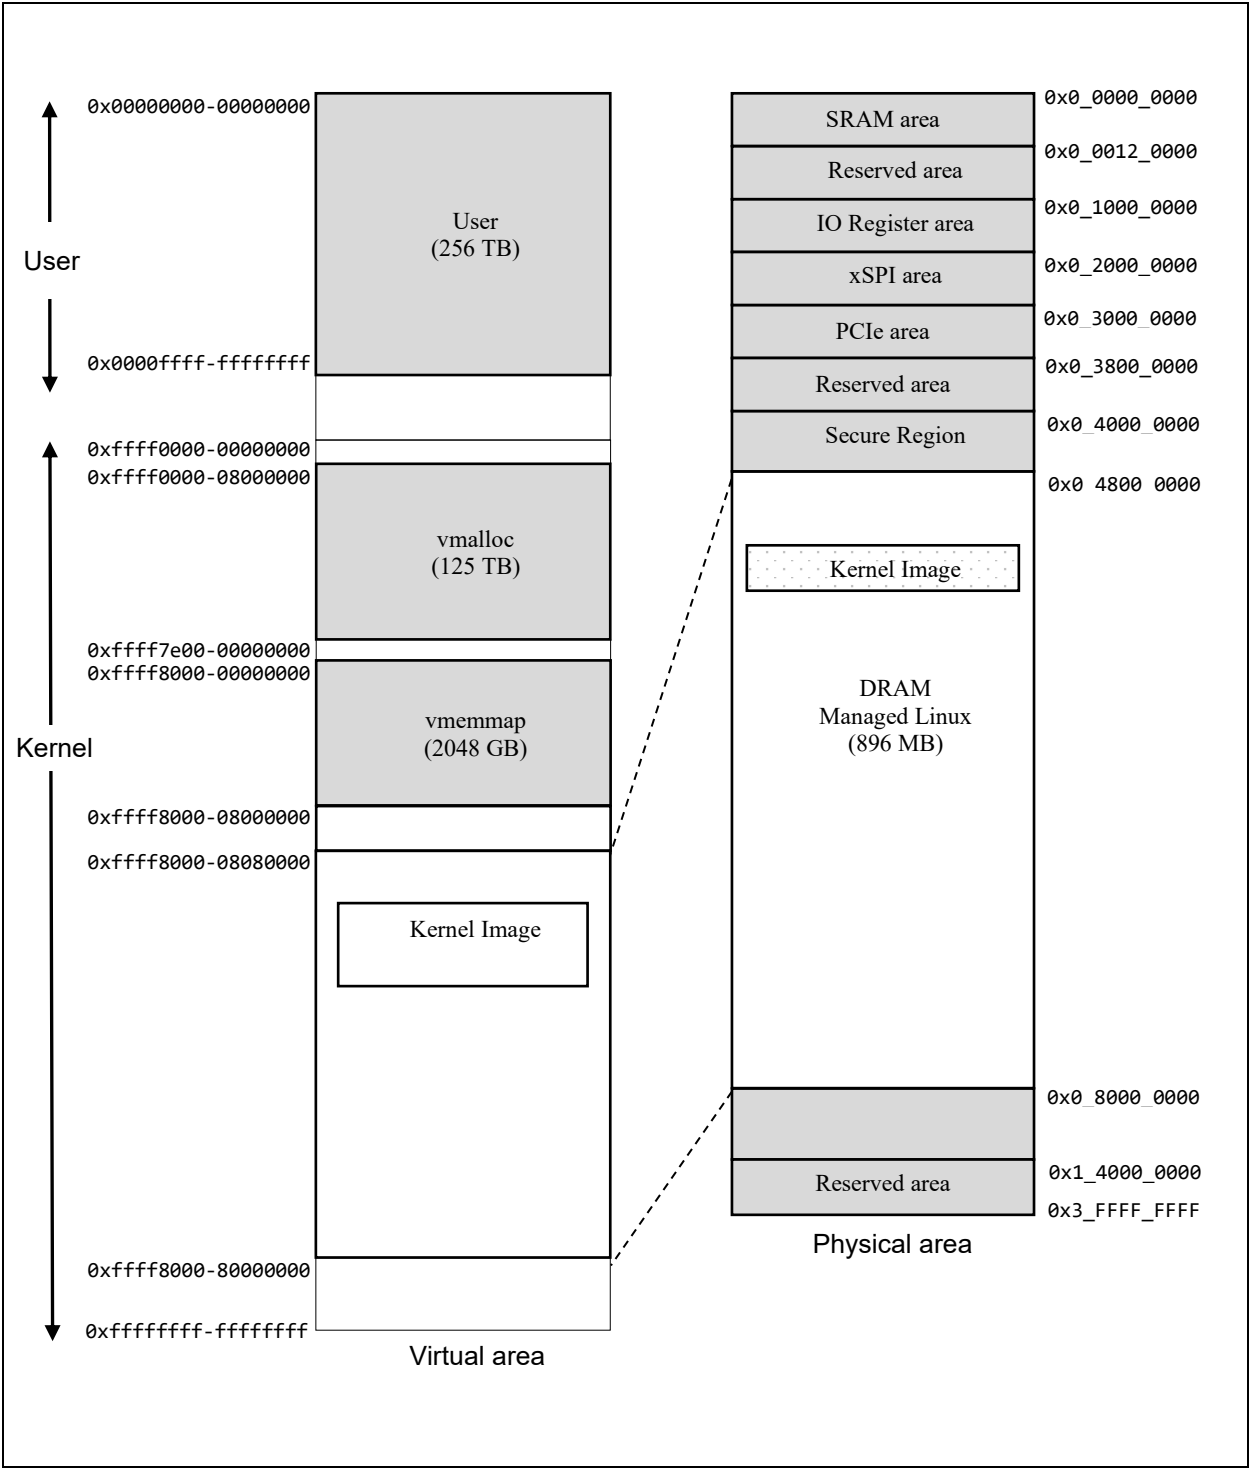 User
Kernel
0x00000000-00000000
0x0000ffff-ffffffff
0xffff0000-00000000
0xffff0000-08000000
0xffff7e00-00000000
0xffff8000-00000000
0xffff8000-08000000
0xffff8000-08080000
0xffff8000-80000000
0xffffffff-ffffffff
User
(256 TB)
vmalloc
(125 TB)
vmemmap
(2048 GB)
Kernel Image
Virtual area
SRAM area
Reserved area
IO Register area
xSPI area
PCIe area
Reserved area
Secure Region
Kernel Image
DRAM
Managed Linux
(896 MB)
Reserved area
Physical area
0x0_0000_0000
0x0_0012_0000
0x0_1000_0000
0x0_2000_0000
0x0_3000_0000
0x0_3800_0000
0x0_4000_0000
0x0 4800 0000
0x0_8000_0000
0x1_4000_0000
0x3_FFFF_FFFF